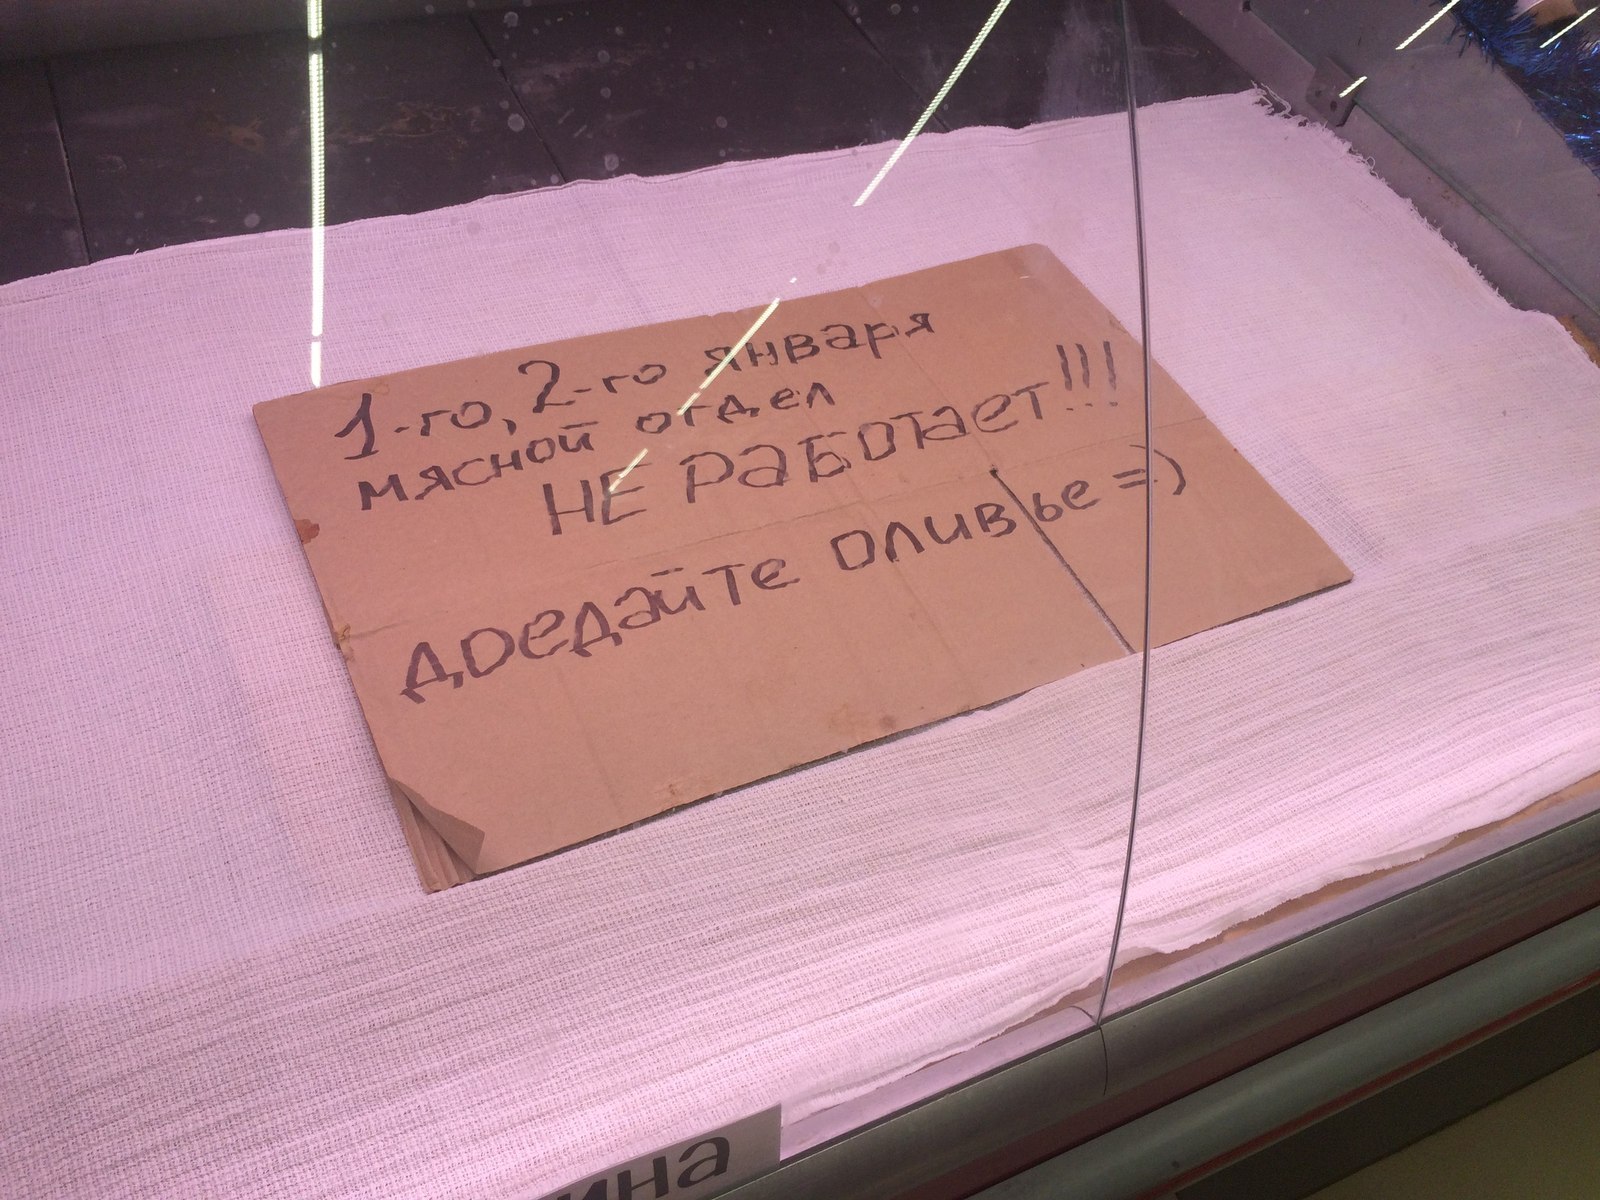 1-го, 2-го января
мясной отдел
НЕ РабОтает!!!
доедайте оливье =)
ина